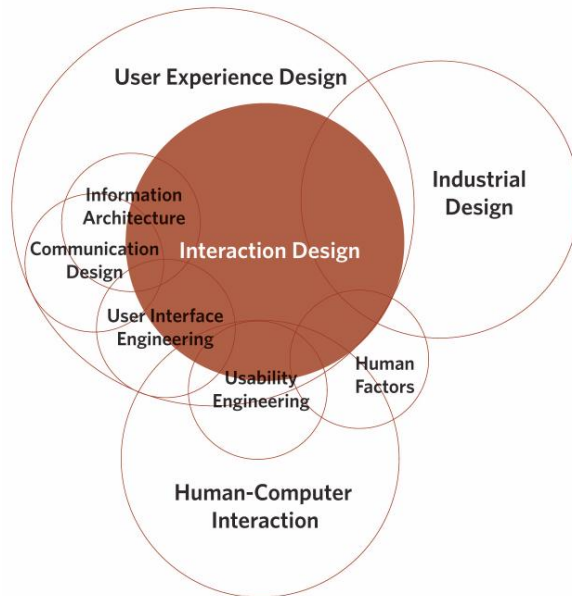 User Experience Design
Industrial
Design
Information
Architecture
Communication
Design
Interaction Design
User Interface
Engineering
Usability
Engineering
Human
Factors
Human-Computer
Interaction